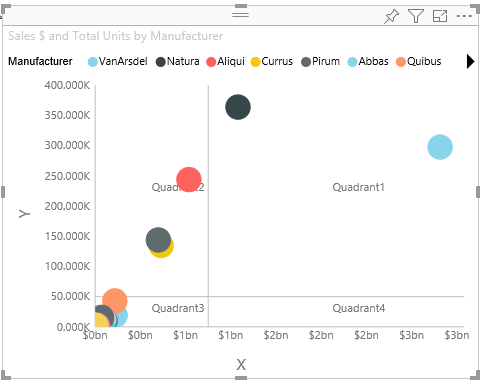 Sales $ and Total Units by Manufacturer
Manufacturer VanArsdel Natura Aliqui Currus Pirum Abbas Quibus
400.000K
350.000K
300.000K
250.000K
200.000K
150.000K
100.000K
50.000K
0.000K
Y
Quadrant2 Quadrant1
Quadrant3 Quadrant4
$0bn $0bn $1bn $1bn $1bn $2bn $2bn $3bn $3bn
X